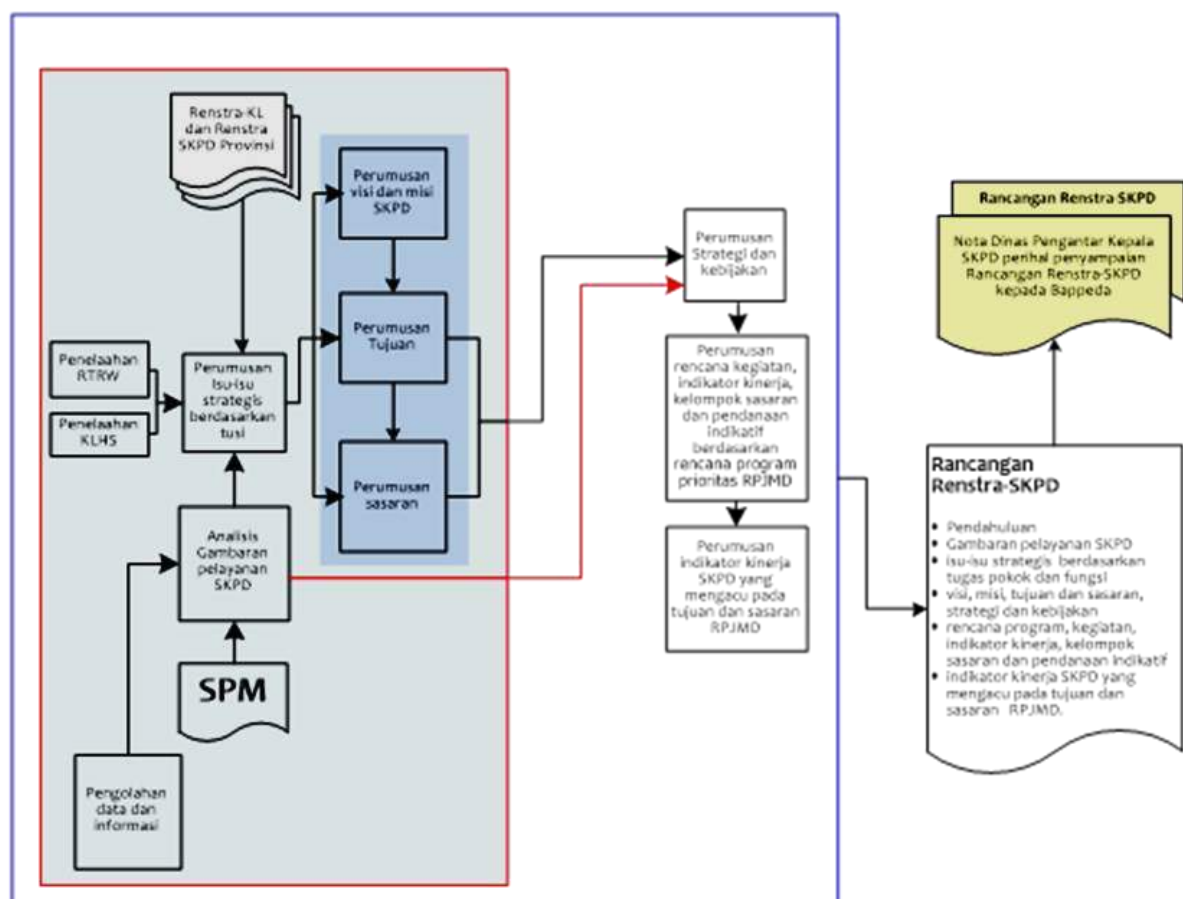 Renstra-KL
dan Renstra
SKPD Provinsi
Perumusan
visi dan misi
SKPD
Perumusan
Tujuan
Perumusan
sasaran
Penelaahan
RTRW
Penelaahan
KLHS
Perumusan
Isu-isu
strategis
berdasarkan
tusi
Analisis
Gambaran
pelayanan
SKPD
SPM
Pengolahan
data dan
informasi
Perumusan
Strategi dan
kebijakan
Perumusan
rencana kegiatan,
indikator kinerja,
kelompok sasaran
dan pendanaan
indikatif
berdasarkan
rencana program
prioritas RPJMD
Perumusan
indikator kinerja
SKPD yang
mengacu pada
tujuan dan sasaran
RPJMD
Rancangan Renstra-SKPD
Nota Dinas Pengantar Kepala
SKPD perihal penyampaian
Rancangan Renstra-SKPD
kepada Bappeda
Rancangan
Renstra-SKPD
• Pendahuluan
• Gambaran pelayanan SKPD
• isu-isu strategis berdasarkan
tugas pokok dan fungsi
• visi, misi, tujuan dan sasaran,
strategi dan kebijakan
• rencana program, kegiatan,
indikator kinerja, kelompok
sasaran dan pendanaan indikatif
• indikator kinerja SKPD yang
mengacu pada tujuan dan
sasaran RPJMD.